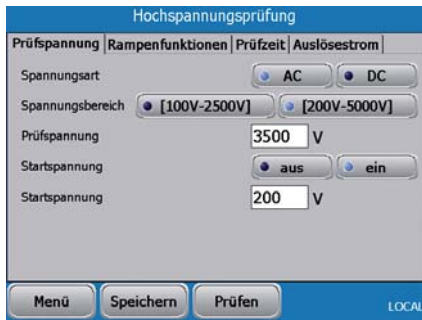 Hochspannungsprüfung
Prüfspannung Rampenfunktionen Prüfzeit Auslösestrom
Spannungsart AC DC
Spannungsbereich [100V-2500V] [200V-5000V]
Prüfspannung 3500 V
Startspannung aus ein
Startspannung 200 V
Menü Speichern Prüfen LOCAL